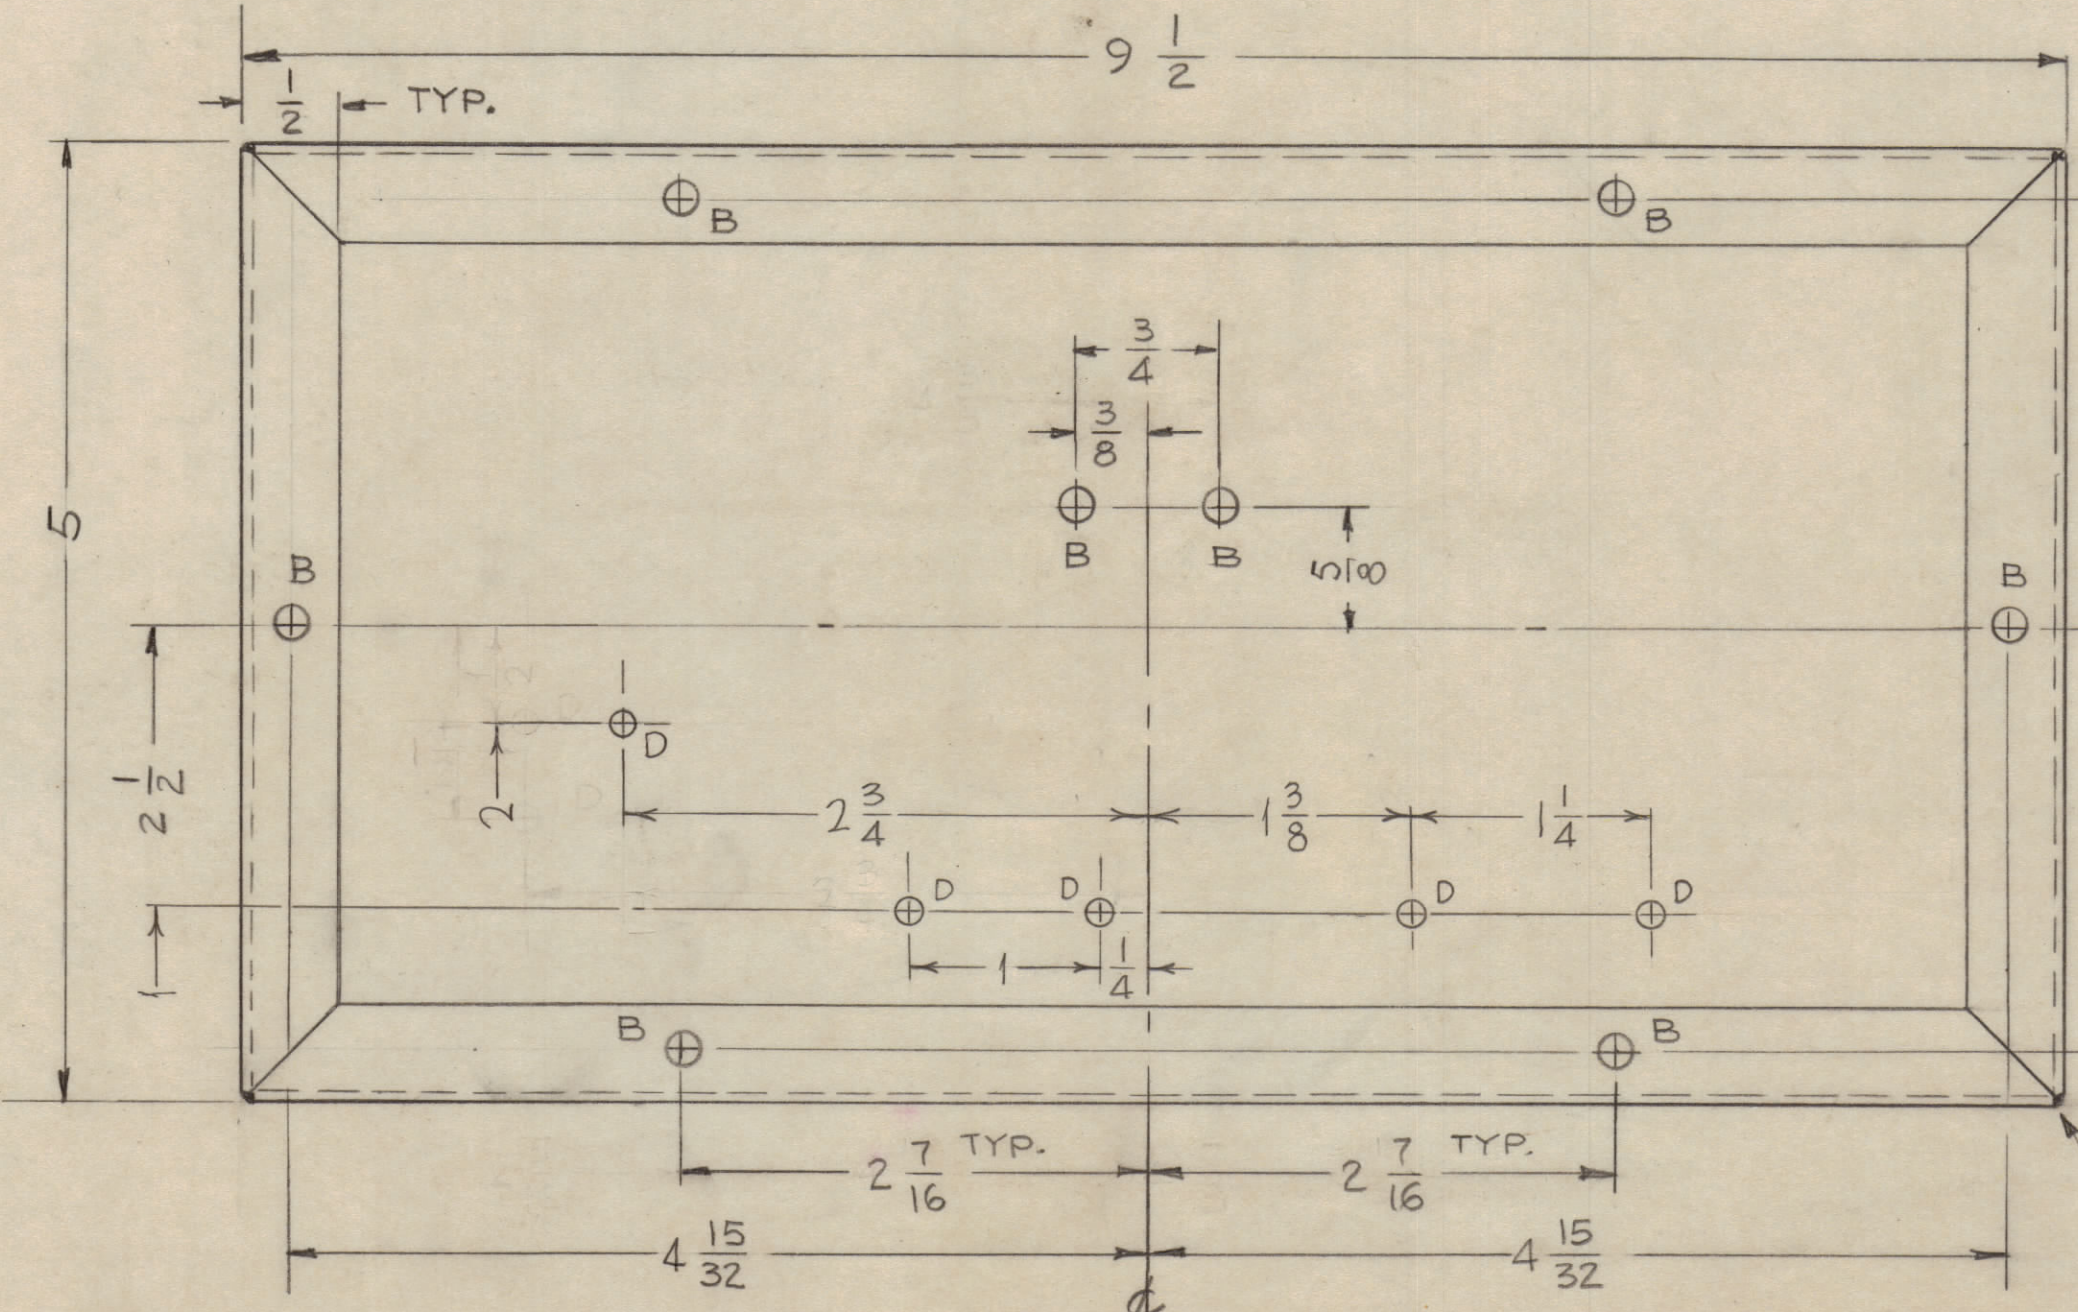 9 1/2
1/2 TYP.
B B
3/4
3/8
5
B B
5/8
B B
2 1/2
D
2
2 3/4 1 3/8 1 1/4
D D D D
1
1 1/4
B B
2 7/16 TYP. 2 7/16 TYP.
4 15/32 4 15/32
℄